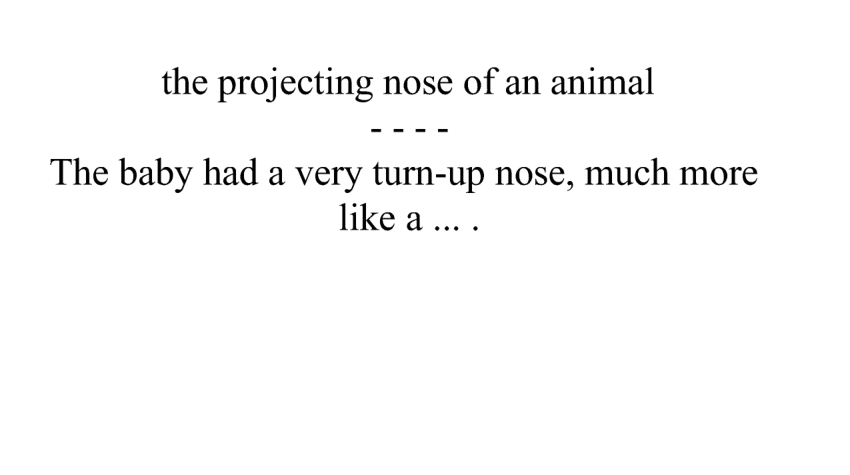 the projecting nose of an animal
- - - -
The baby had a very turn-up nose, much more
like a ... .